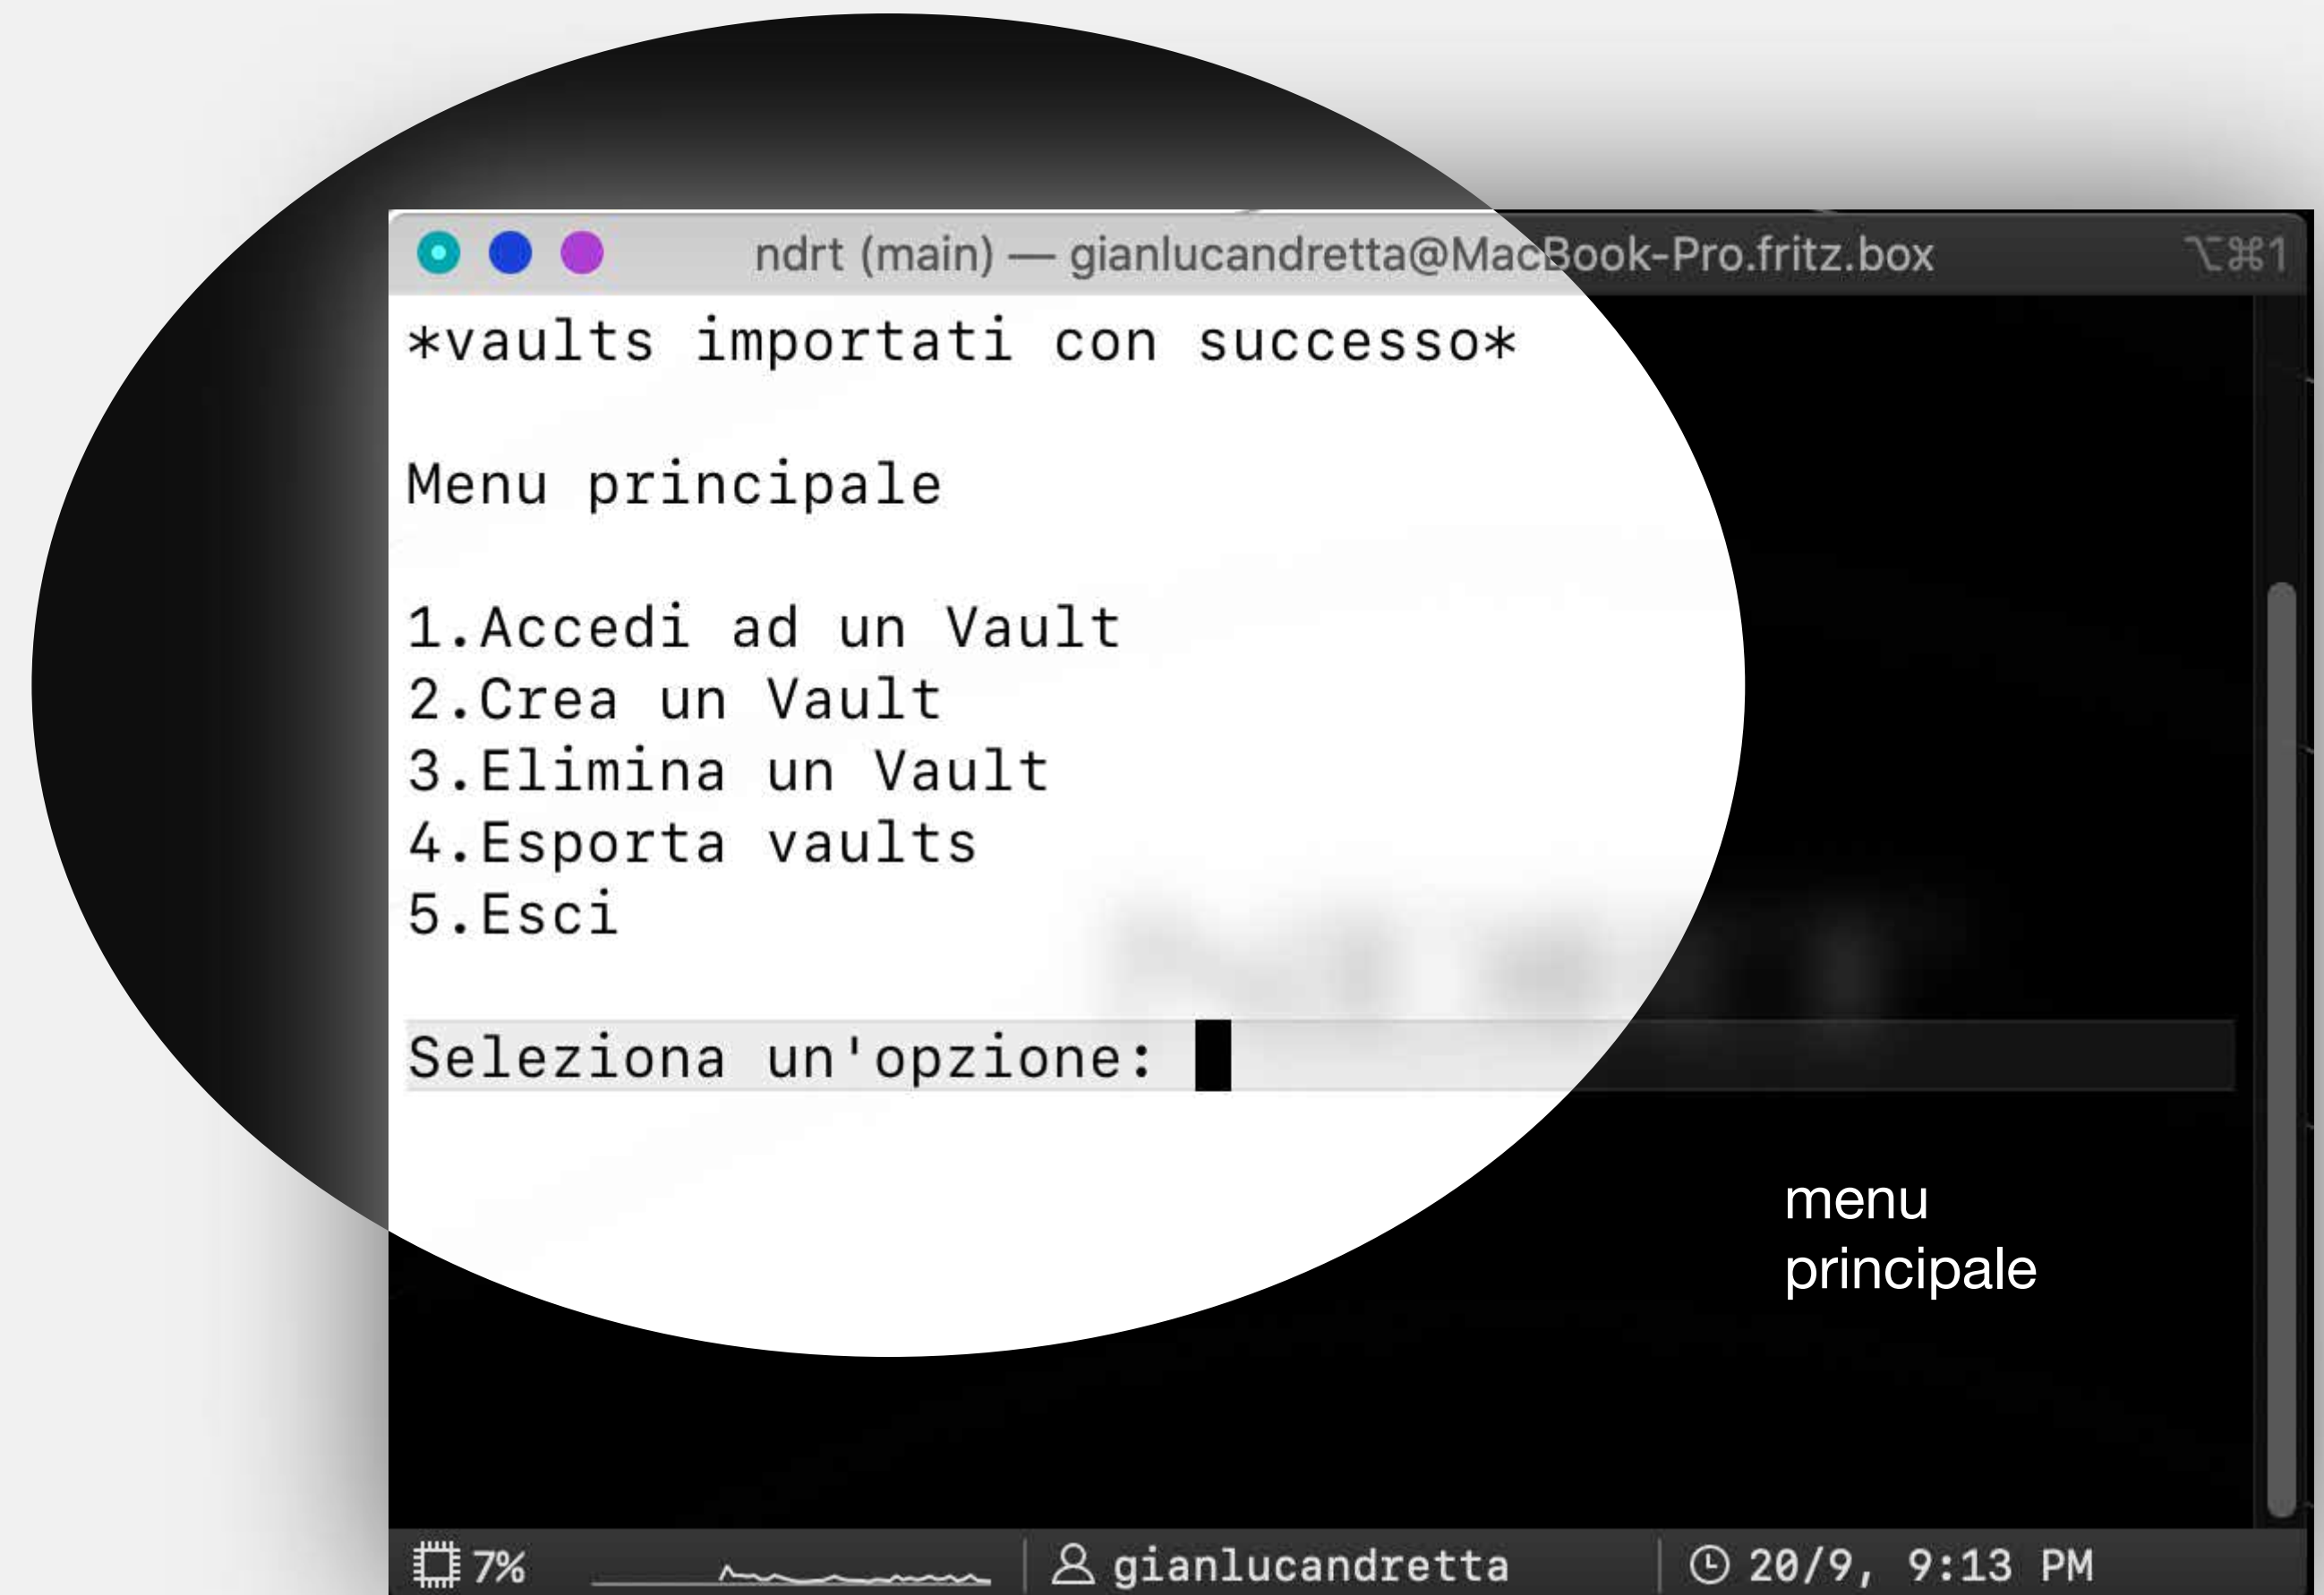 ndrt (main) — gianlucandretta@MacBook-Pro.fritz.box ⌥⌘1
*vaults importati con successo*
Menu principale
1.Accedi ad un Vault
2.Crea un Vault
3.Elimina un Vault
4.Esporta vaults
5.Esci
Seleziona un'opzione:
menu
principale
7% gianlucandretta 20/9, 9:13 PM